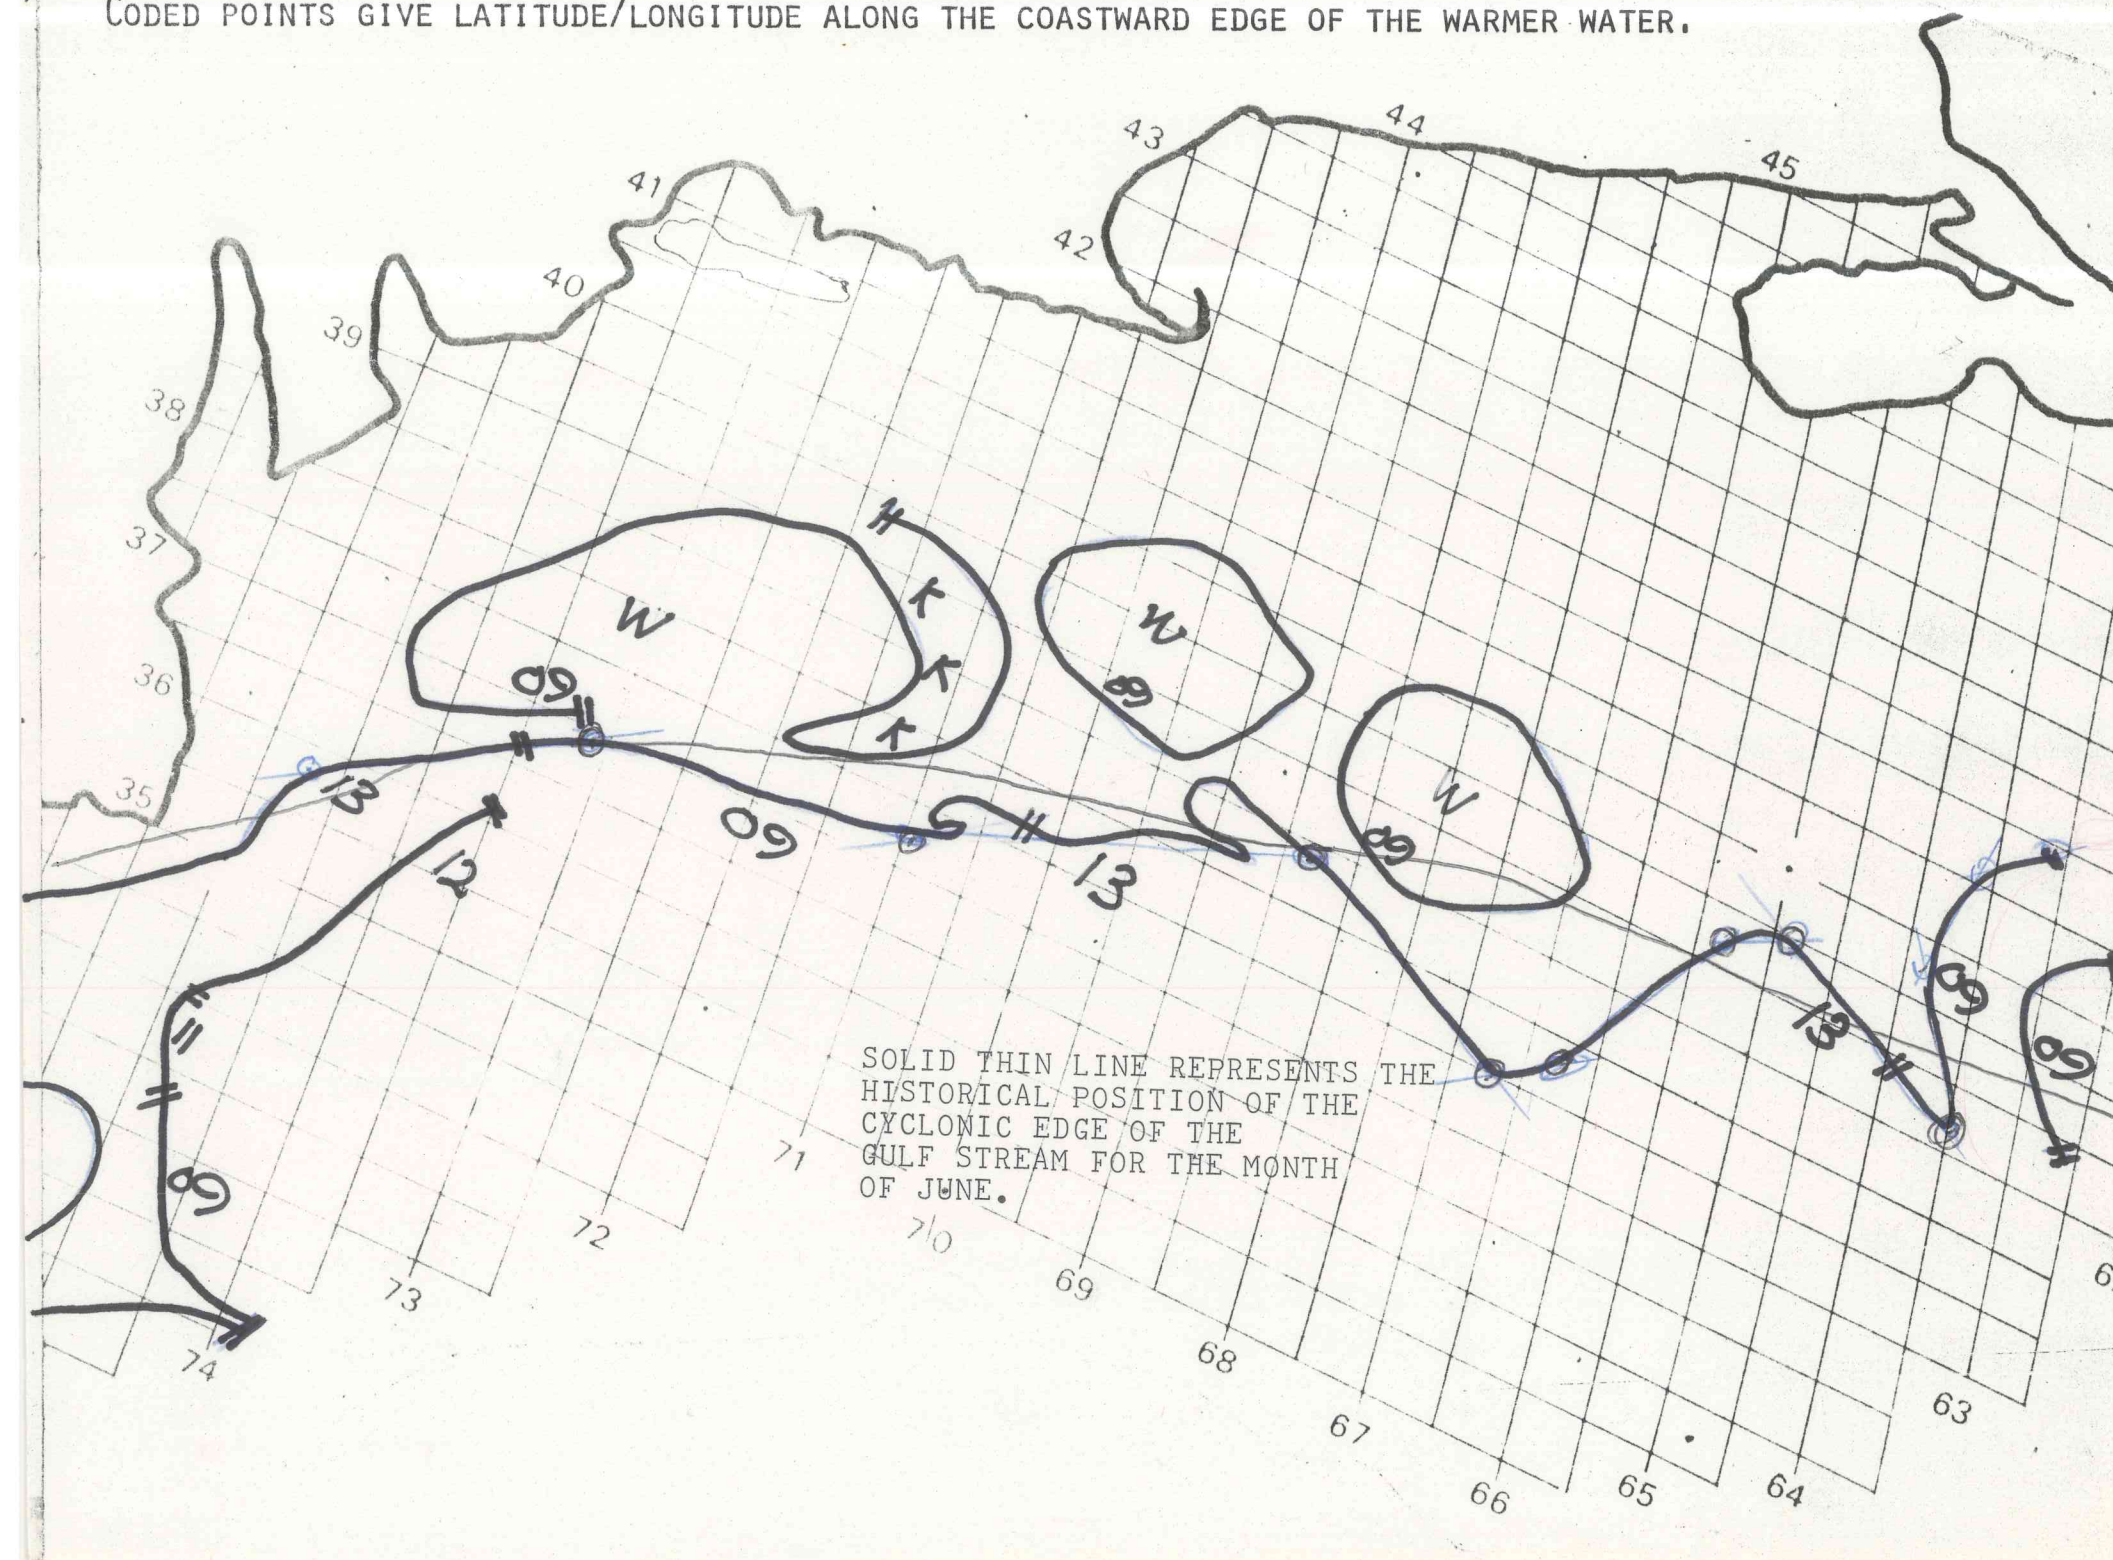 CODED POINTS GIVE LATITUDE/LONGITUDE ALONG THE COASTWARD EDGE OF THE WARMER WATER.
44
43
45
41
42
40
39
38
37
W
K
W
36
K
09
09
K
35
13
W
12
09
09
13
09
13
09
SOLID THIN LINE REPRESENTS THE
HISTORICAL POSITION OF THE
CYCLONIC EDGE OF THE
GULF STREAM FOR THE MONTH
OF JUNE.
71
09
72
70
69
73
74
68
63
67
66
65
64